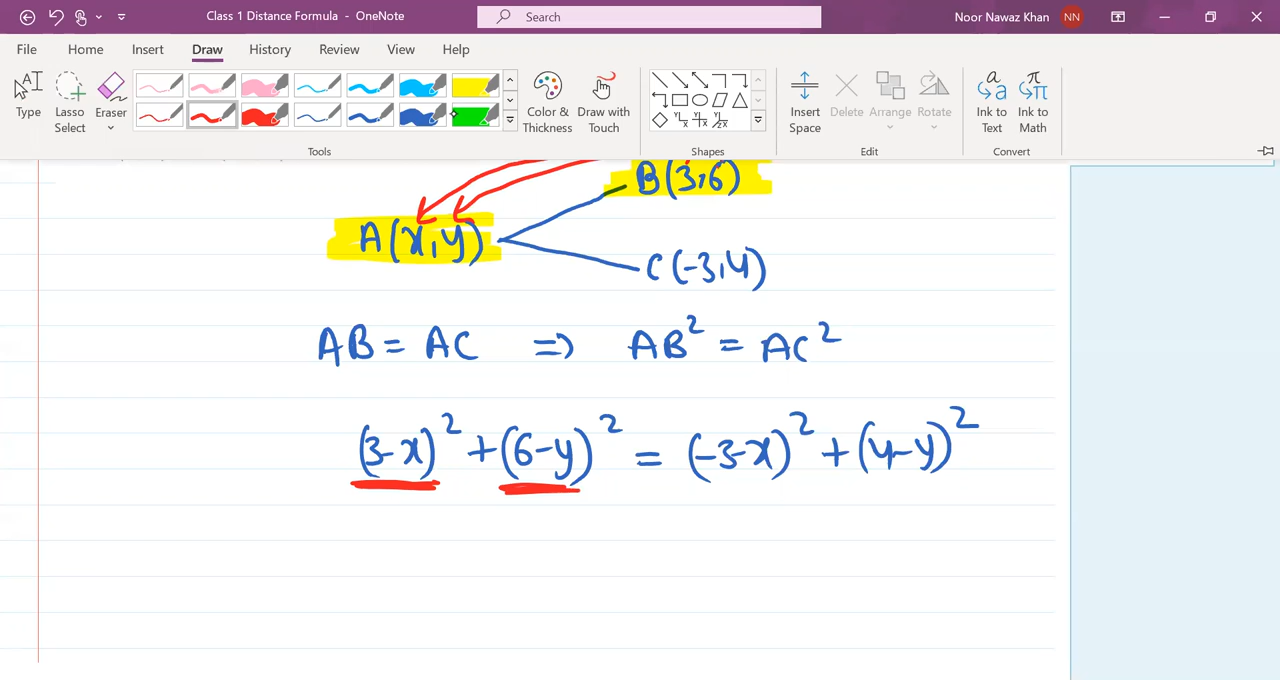 Class 1 Distance Formula - OneNote
Search
Noor Nawaz Khan NN
File Home Insert Draw History Review View Help
Type
Lasso Select
Eraser
Color & Thickness
Draw with Touch
Insert Space
Delete
Arrange
Rotate
Ink to Text
Ink to Math
Tools
Shapes
Edit
Convert
B(3,6)
A(x,y)
C(-3,4)
AB = AC ⇒ AB² = AC²
(3-x)² + (6-y)² = (-3-x)² + (4-y)²